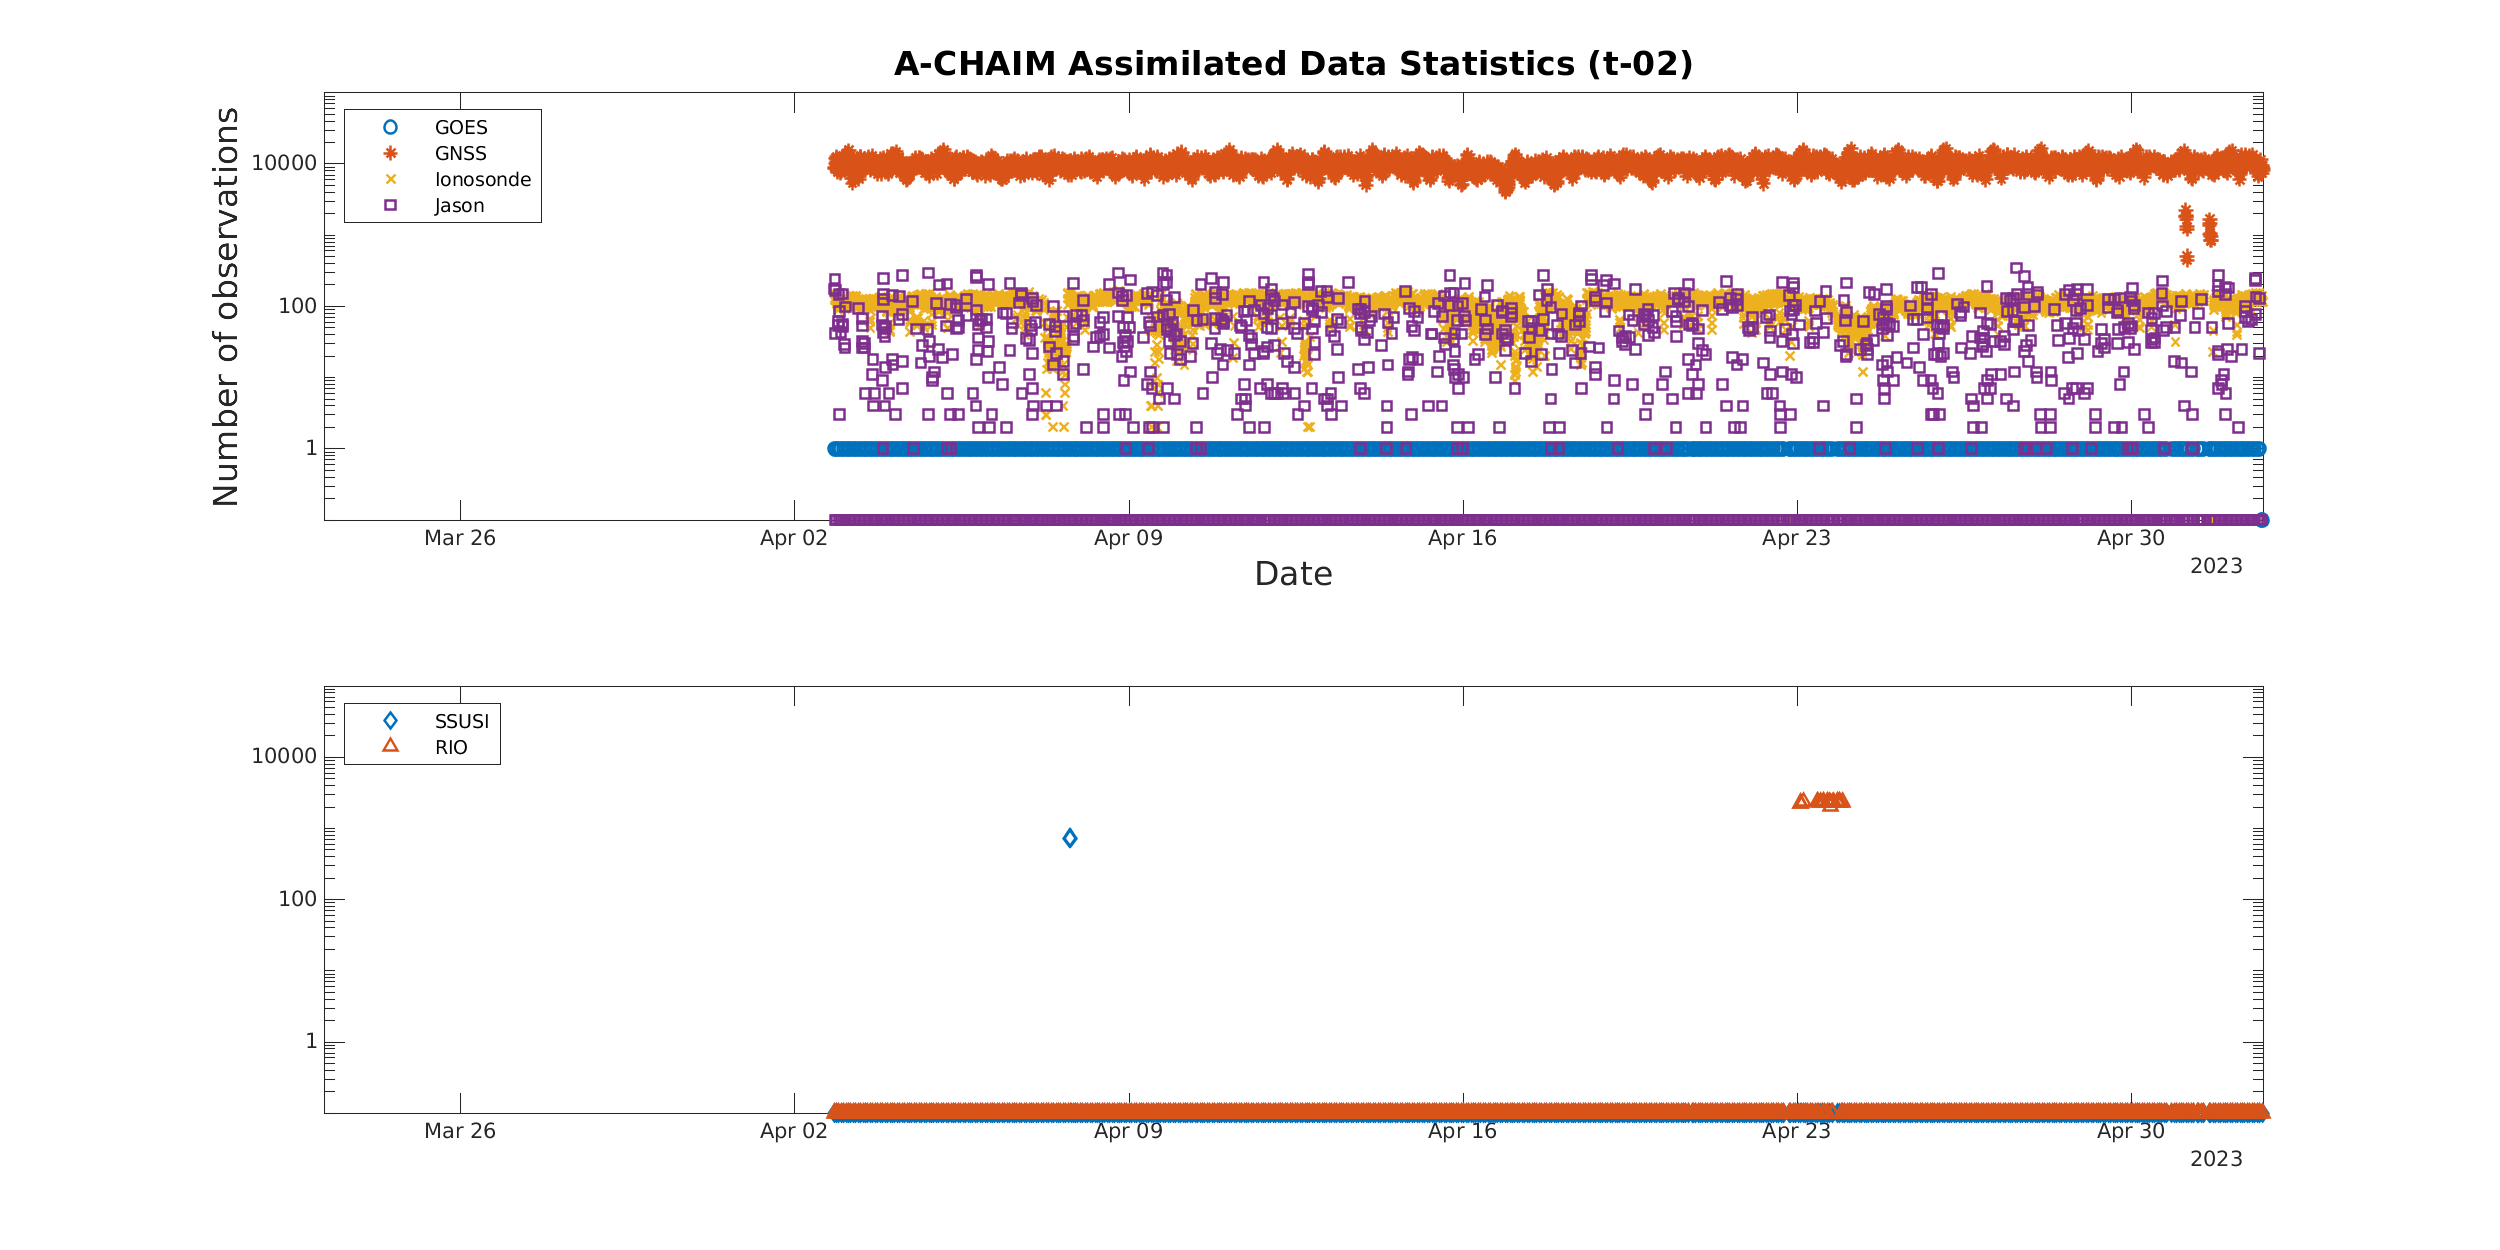 A-CHAIM Assimilated Data Statistics (t-02)
Number of observations
10000
100
1
GOES
GNSS
Ionosonde
Jason
Mar 26
Apr 02
Apr 09
Apr 16
Apr 23
Apr 30
2023
Date
10000
100
1
SSUSI
RIO
Mar 26
Apr 02
Apr 09
Apr 16
Apr 23
Apr 30
2023